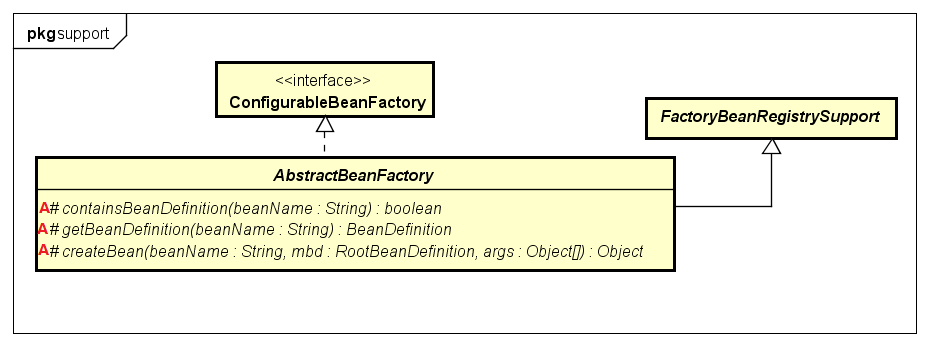 pkg support
<<interface>>
ConfigurableBeanFactory
FactoryBeanRegistrySupport
AbstractBeanFactory
A# containsBeanDefinition(beanName : String) : boolean
A# getBeanDefinition(beanName : String) : BeanDefinition
A# createBean(beanName : String, mbd : RootBeanDefinition, args : Object[]) : Object